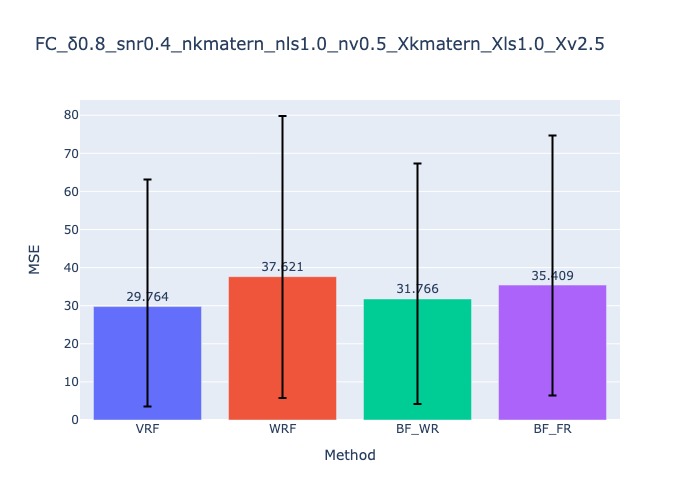 FC_δ0.8_snr0.4_nkmatern_nls1.0_nv0.5_Xkmatern_Xls1.0_Xv2.5
80
70
60
50
40
30
20
10
0
MSE
29.764
37.621
31.766
35.409
VRF
WRF
BF_WR
BF_FR
Method